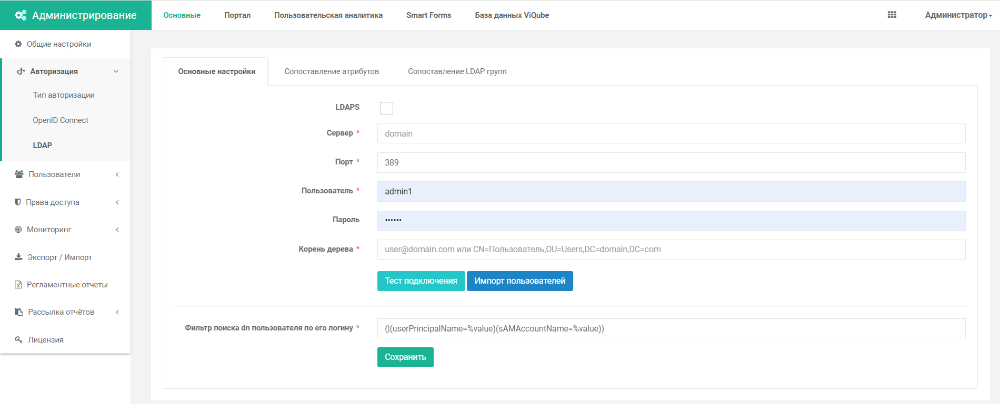 Администрирование
Основные
Портал
Пользовательская аналитика
Smart Forms
База данных ViQube
Администратор
Общие настройки
Авторизация
Тип авторизации
OpenID Connect
LDAP
Пользователи
Права доступа
Мониторинг
Экспорт / Импорт
Регламентные отчеты
Рассылка отчётов
Лицензия
Основные настройки
Сопоставление атрибутов
Сопоставление LDAP групп
LDAPS
Сервер *
domain
Порт *
389
Пользователь *
admin1
Пароль
••••••
Корень дерева *
user@domain.com или CN=Пользователь,OU=Users,DC=domain,DC=com
Тест подключения
Импорт пользователей
Фильтр поиска dn пользователя по его логину *
(|(userPrincipalName=%value)(sAMAccountName=%value))
Сохранить